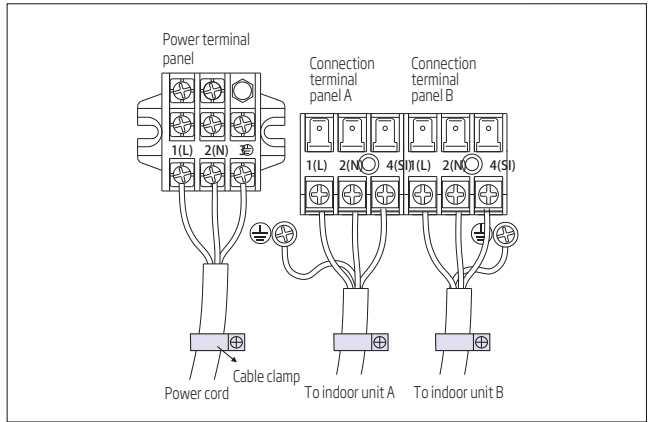 Power terminal
panel
Connection
terminal
panel A
Connection
terminal
panel B
1(L) 2(N) 3
1(L) 2(N) 4(SI) 1(L) 2(N) 4(SI)
Cable clamp
Power cord
To indoor unit A
To indoor unit B